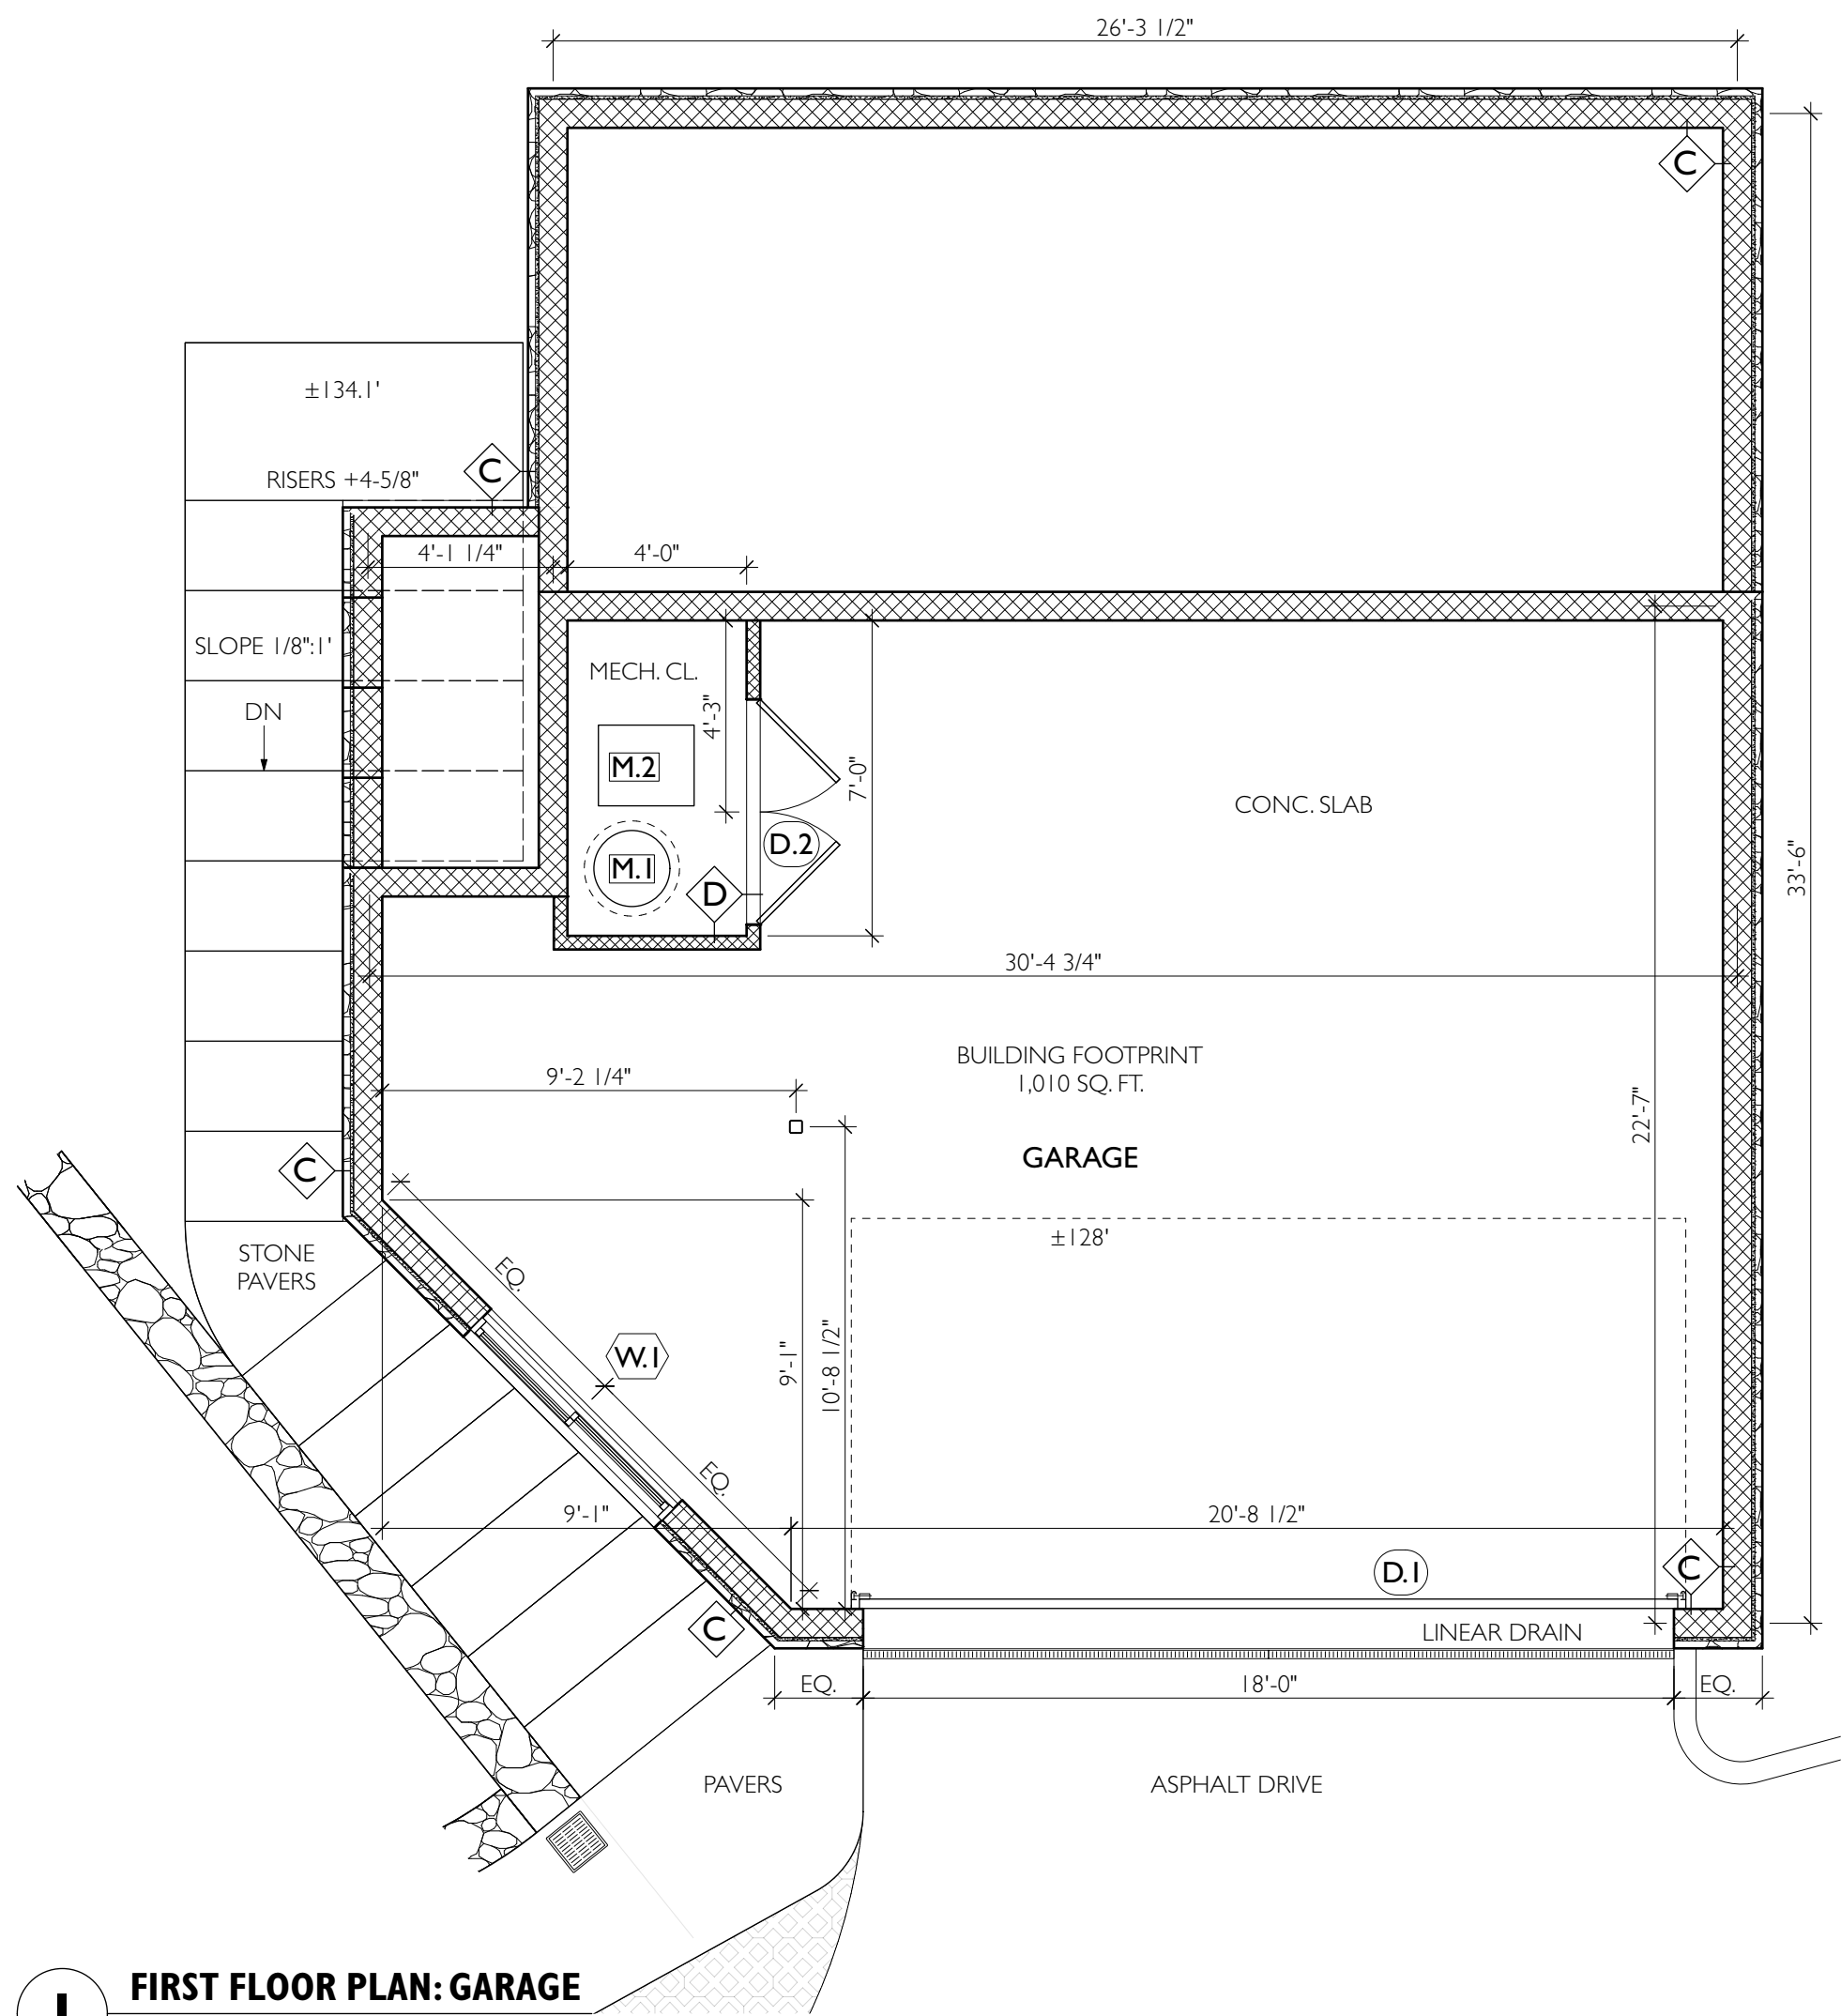 26'-3 1/2"
C
±134.1'
RISERS +4-5/8"
C
4'-1 1/4"
4'-0"
SLOPE 1/8":1'
MECH. CL.
DN
4'-3"
M.2
7'-0"
CONC. SLAB
D.2
M.1
D
33'-6"
30'-4 3/4"
BUILDING FOOTPRINT
1,010 SQ. FT.
9'-2 1/4"
22'-7"
GARAGE
C
±128'
STONE
PAVERS
EQ.
W.1
9'-1"
10'-8 1/2"
EQ.
9'-1"
20'-8 1/2"
D.1
C
C
LINEAR DRAIN
EQ.
18'-0"
EQ.
PAVERS
ASPHALT DRIVE
1
FIRST FLOOR PLAN: GARAGE